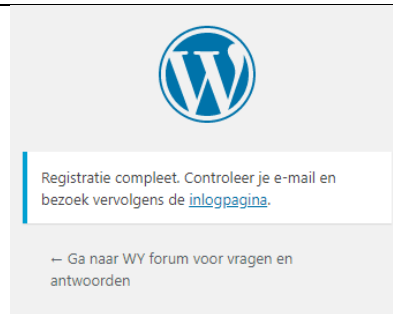 Registratie compleet. Controleer je e-mail en
bezoek vervolgens de inlogpagina.
← Ga naar WY forum voor vragen en
antwoorden